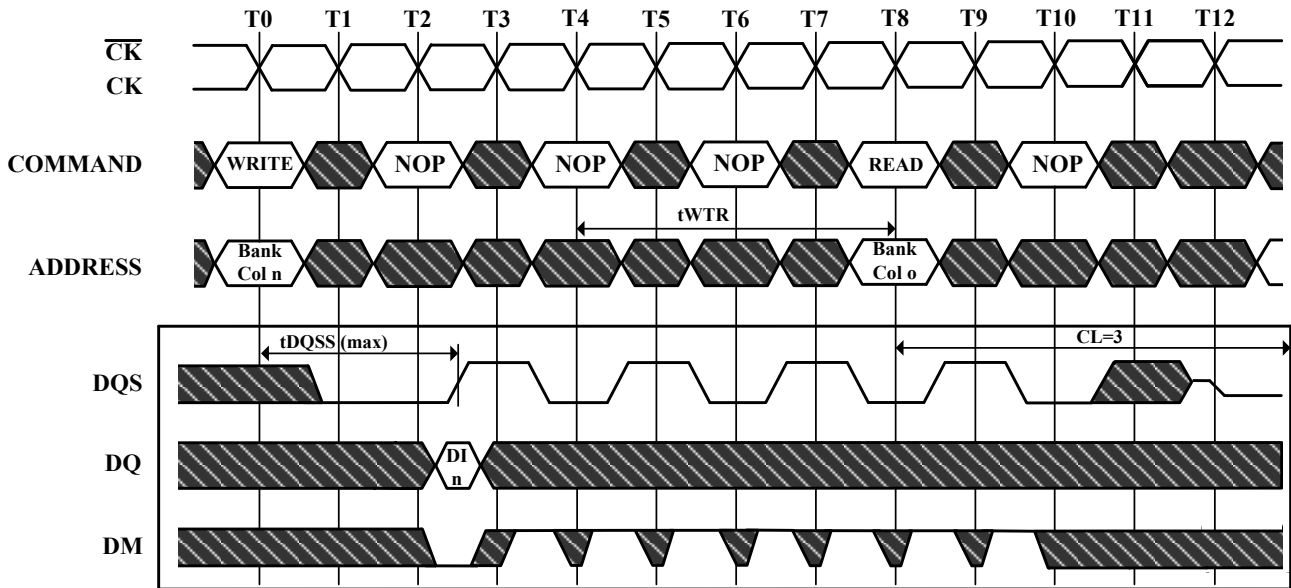 T0 T1 T2 T3 T4 T5 T6 T7 T8 T9 T10 T11 T12
CK
CK
COMMAND WRITE NOP NOP NOP READ NOP
tWTR
ADDRESS Bank Col n Bank Col o
tDQSS (max) CL=3
DQS
DQ DI n
DM